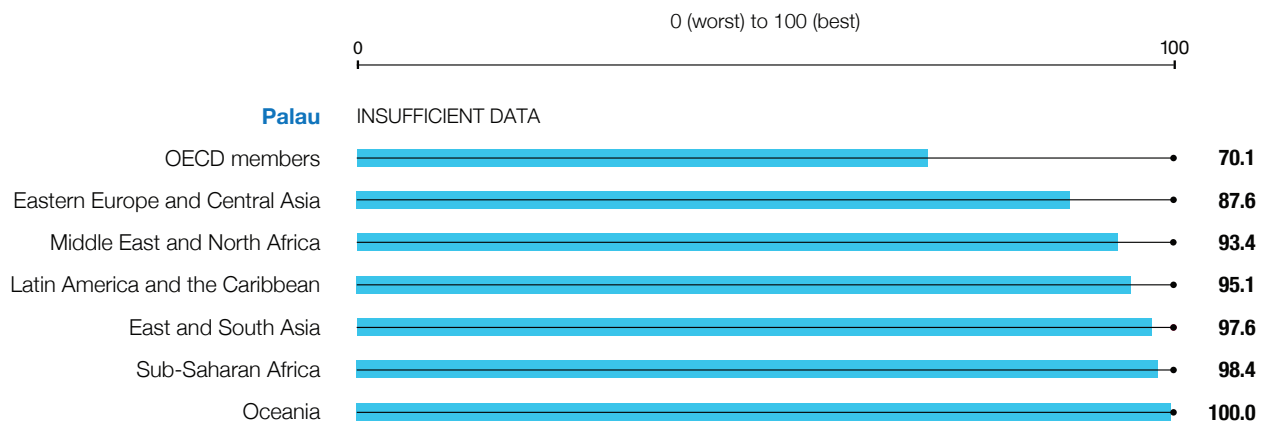 0 (worst) to 100 (best)
0 100
Palau INSUFFICIENT DATA
OECD members 70.1
Eastern Europe and Central Asia 87.6
Middle East and North Africa 93.4
Latin America and the Caribbean 95.1
East and South Asia 97.6
Sub-Saharan Africa 98.4
Oceania 100.0